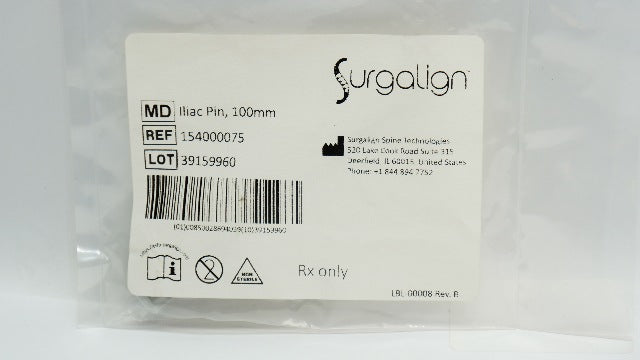 Surgalign
MD Iliac Pin, 100mm
REF 154000075
LOT 39159960
Surgalign Spine Technologies
520 Lake Cook Road Suite 315
Deerfield, IL 60015, United States
Phone: +1 844 894 7752
NON
STERILE
Rx only
LBL-00008 Rev. B